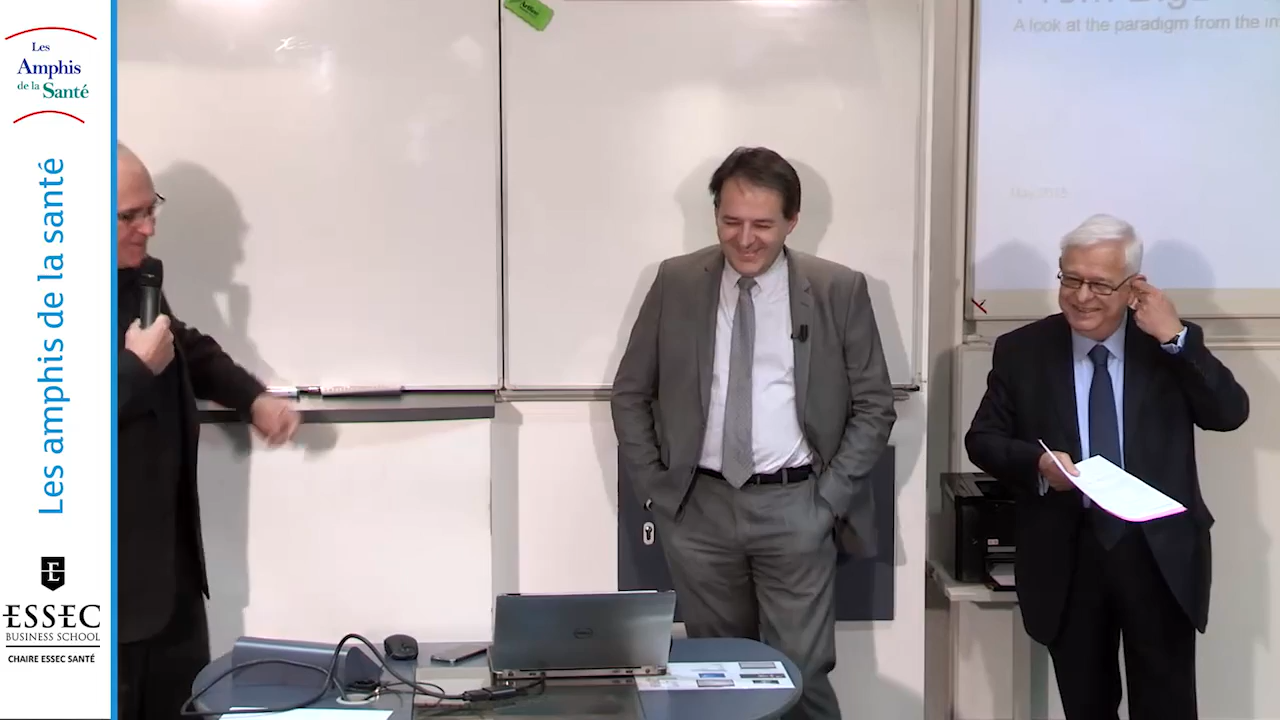 Les
Amphis
de la Santé
Les amphis de la santé
ESSEC
BUSINESS SCHOOL
CHAIRE ESSEC SANTÉ
A look at the paradigm from the
DELL